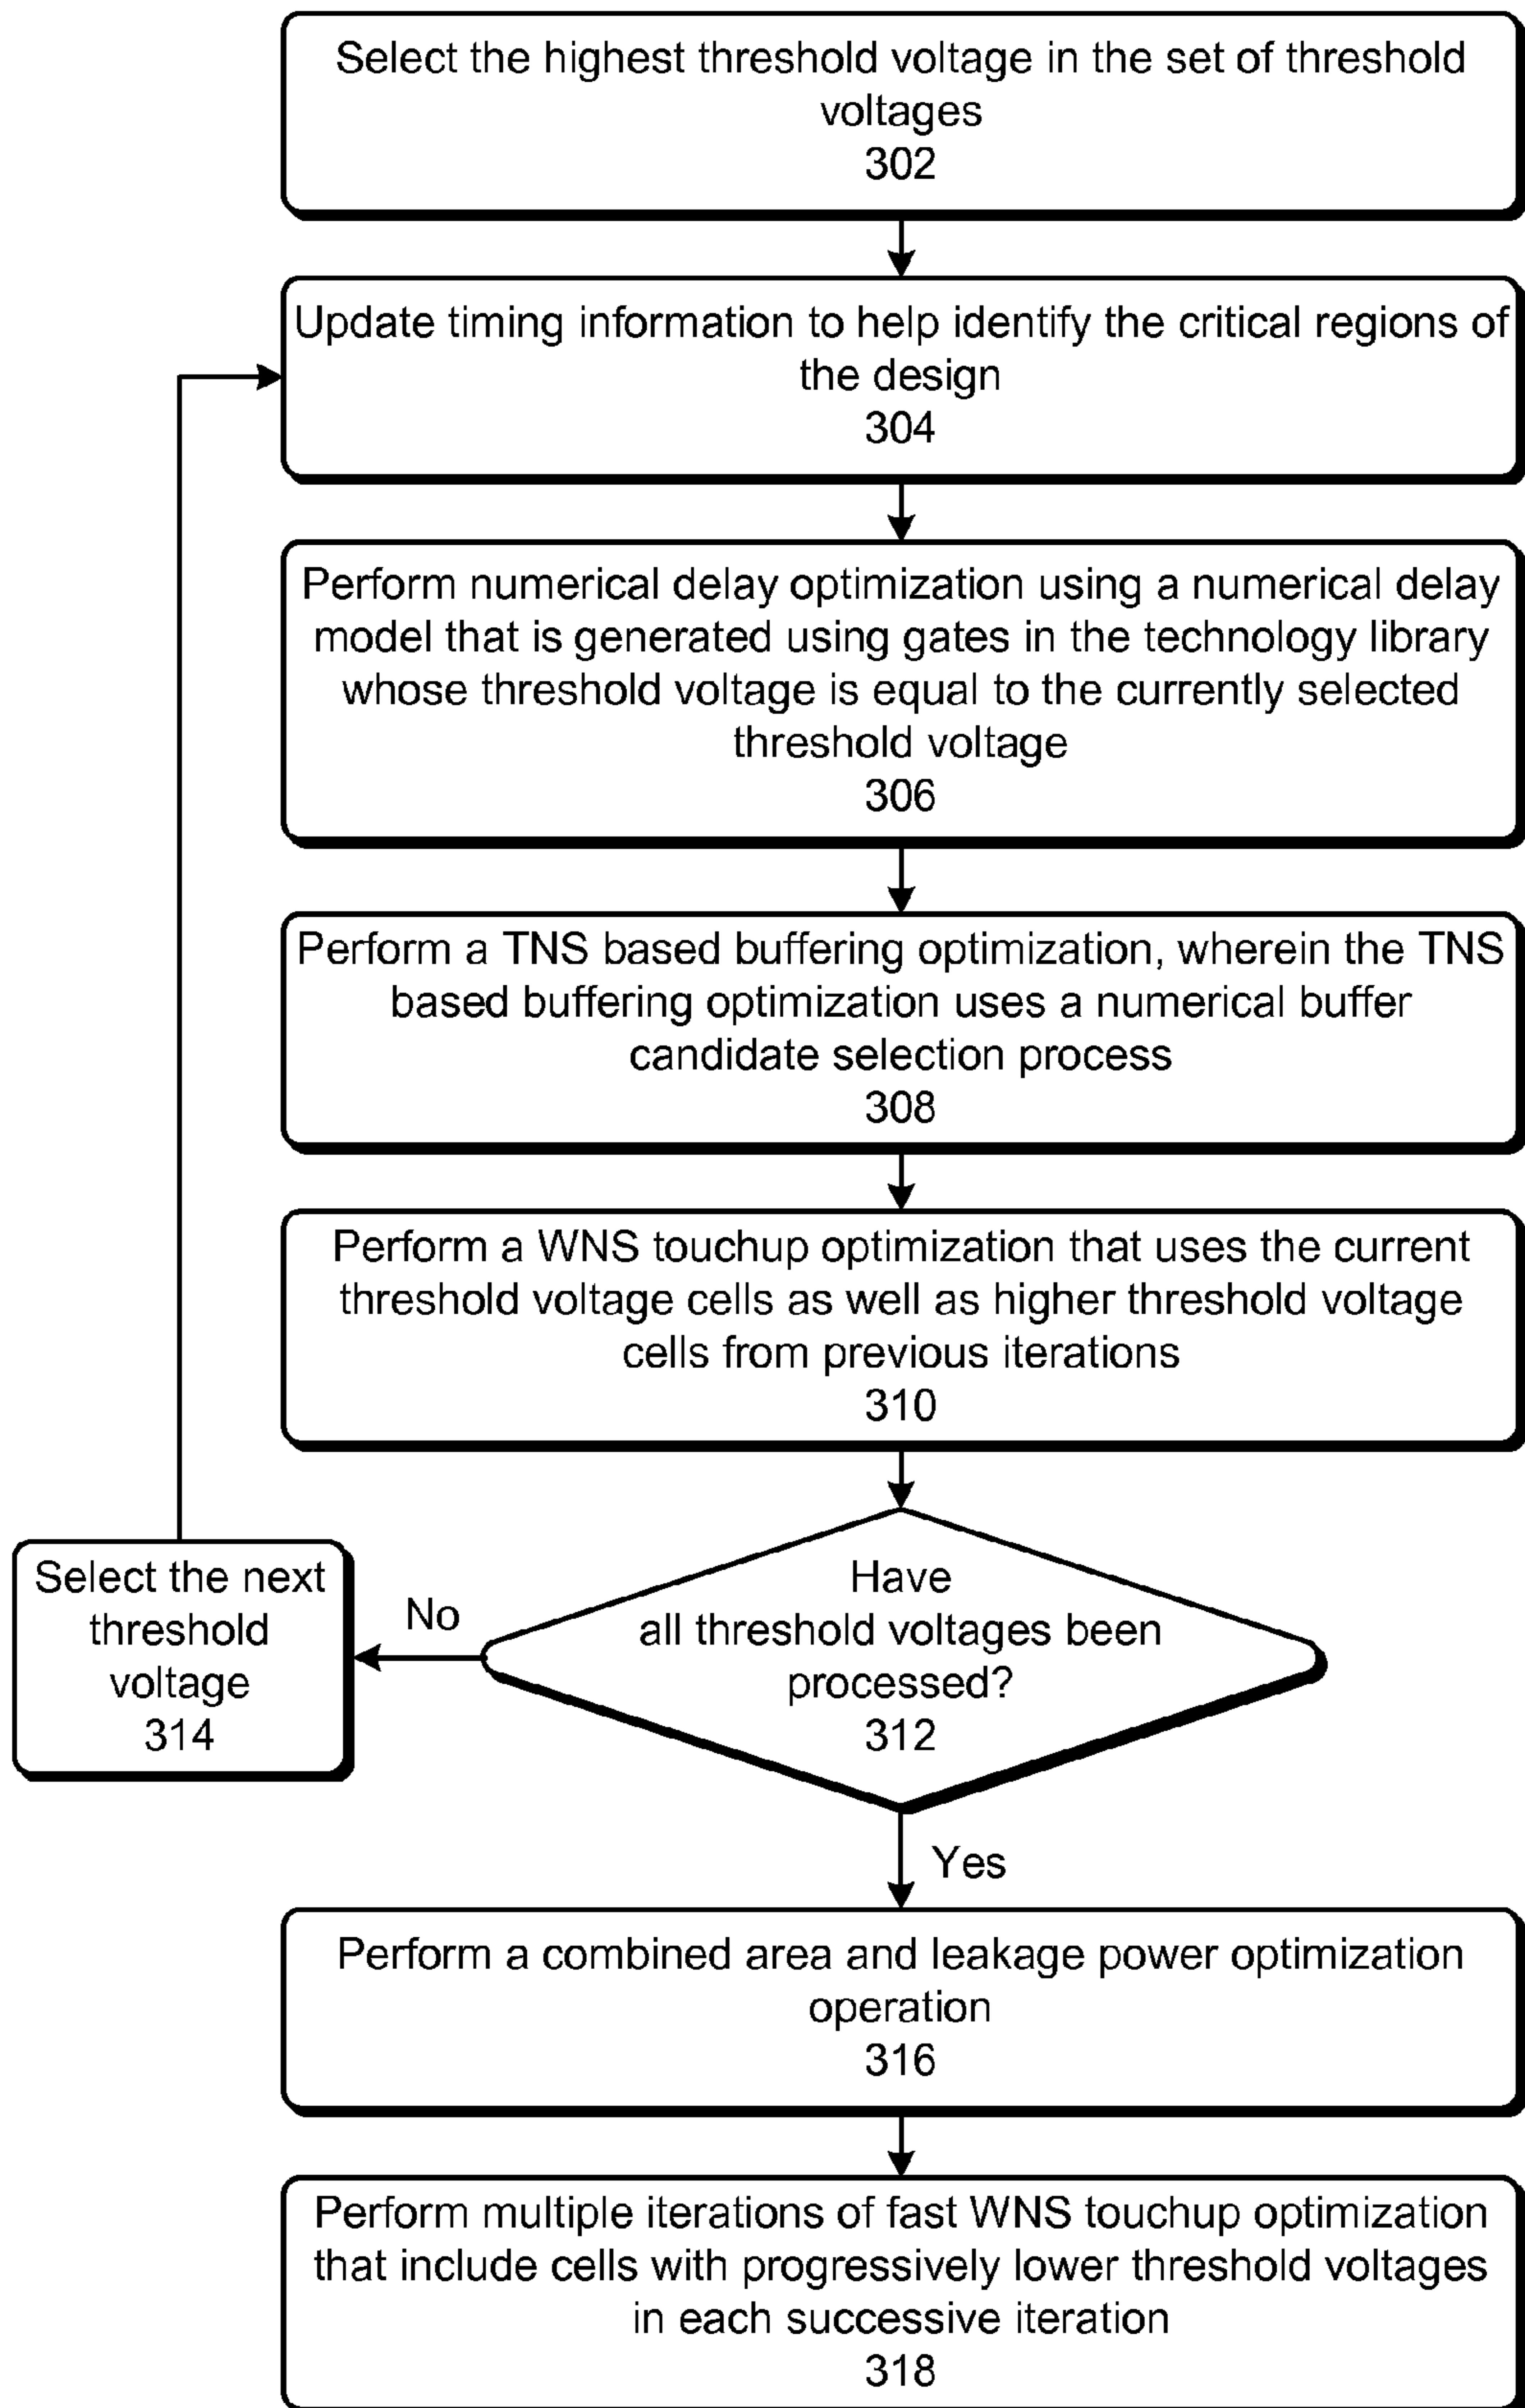 Select the highest threshold voltage in the set of threshold
voltages
302
Update timing information to help identify the critical regions of
the design
304
Perform numerical delay optimization using a numerical delay
model that is generated using gates in the technology library
whose threshold voltage is equal to the currently selected
threshold voltage
306
Perform a TNS based buffering optimization, wherein the TNS
based buffering optimization uses a numerical buffer
candidate selection process
308
Perform a WNS touchup optimization that uses the current
threshold voltage cells as well as higher threshold voltage
cells from previous iterations
310
Have
all threshold voltages been
processed?
312
No
Select the next
threshold
voltage
314
Yes
Perform a combined area and leakage power optimization
operation
316
Perform multiple iterations of fast WNS touchup optimization
that include cells with progressively lower threshold voltages
in each successive iteration
318